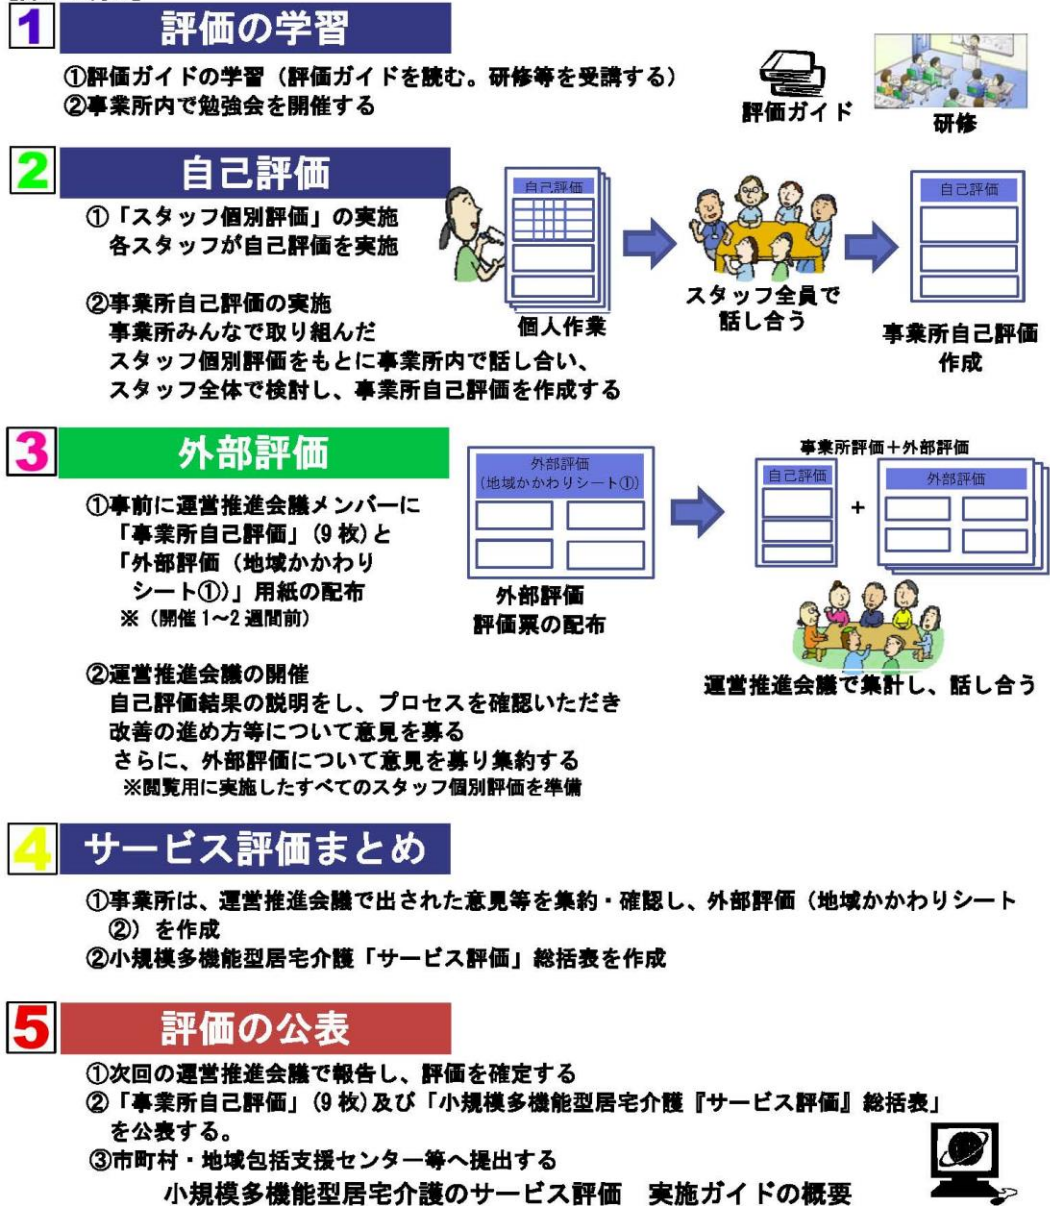 1 評価の学習
①評価ガイドの学習（評価ガイドを読む。研修等を受講する）
②事業所内で勉強会を開催する
評価ガイド
研修
2 自己評価
①「スタッフ個別評価」の実施
各スタッフが自己評価を実施
②事業所自己評価の実施
事業所みんなで取り組んだ
スタッフ個別評価をもとに事業所内で話し合い、
スタッフ全体で検討し、事業所自己評価を作成する
自己評価
個人作業
スタッフ全員で
話し合う
自己評価
事業所自己評価
作成
3 外部評価
①事前に運営推進会議メンバーに
「事業所自己評価」(9枚)と
「外部評価（地域かかわり
シート①）」用紙の配布
※（開催1～2週間前）
外部評価
(地域かかわりシート①)
外部評価
評価票の配布
事業所評価＋外部評価
自己評価
+
外部評価
運営推進会議で集計し、話し合う
②運営推進会議の開催
自己評価結果の説明をし、プロセスを確認いただき
改善の進め方等について意見を募る
さらに、外部評価について意見を募り集約する
※閲覧用に実施したすべてのスタッフ個別評価を準備
4 サービス評価まとめ
①事業所は、運営推進会議で出された意見等を集約・確認し、外部評価（地域かかわりシート
②）を作成
②小規模多機能型居宅介護「サービス評価」総括表を作成
5 評価の公表
①次回の運営推進会議で報告し、評価を確定する
②「事業所自己評価」(9枚)及び「小規模多機能型居宅介護『サービス評価』総括表」
を公表する。
③市町村・地域包括支援センター等へ提出する
小規模多機能型居宅介護のサービス評価　実施ガイドの概要